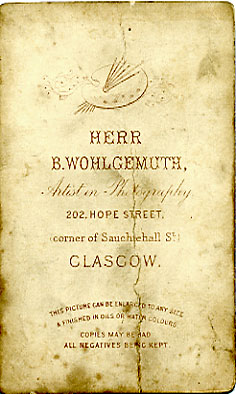 HERR
B. WOHLGEMUTH,
Artist in Photography
202, HOPE STREET,
(corner of Sauchiehall St)
GLASGOW.
THIS PICTURE CAN BE ENLARGED TO ANY SIZE
& FINISHED IN OILS OR WATER COLOURS
COPIES MAY BE HAD
ALL NEGATIVES BEING KEPT.